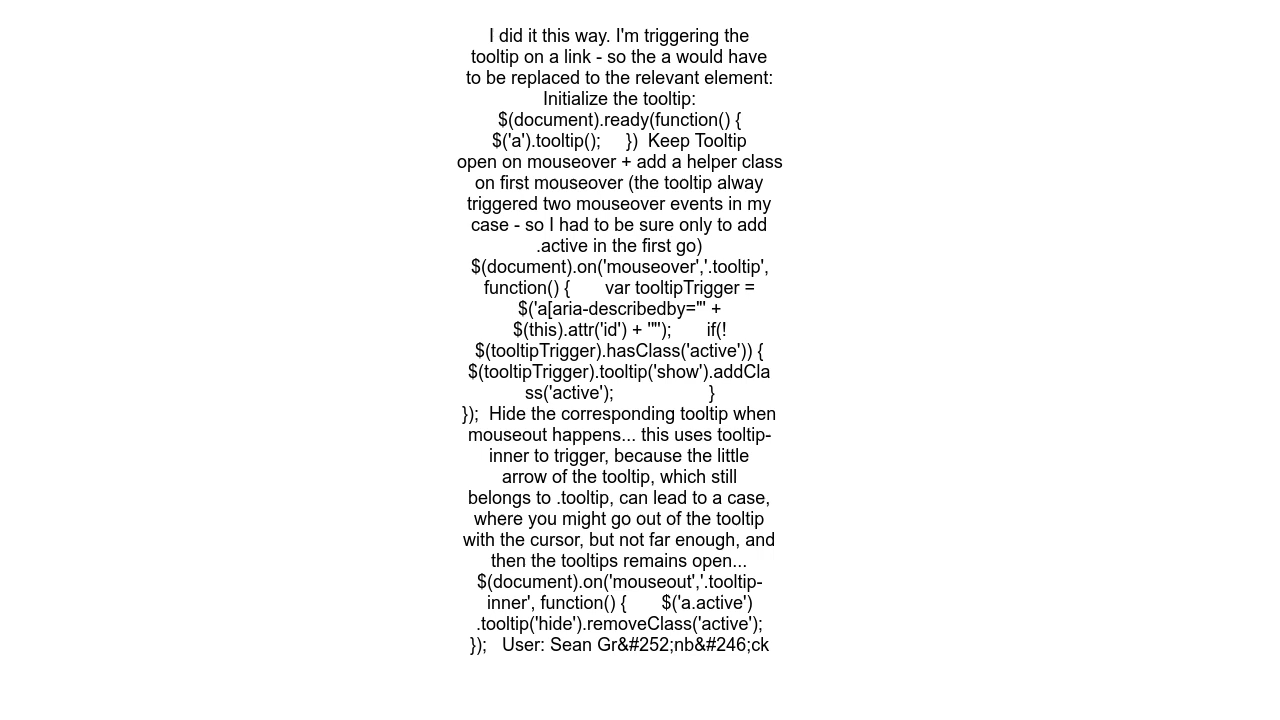 I did it this way. I'm triggering the
tooltip on a link - so the a would have
to be replaced to the relevant element:
Initialize the tooltip:
$(document).ready(function() {
$('a').tooltip();     })  Keep Tooltip
open on mouseover + add a helper class
on first mouseover (the tooltip alway
triggered two mouseover events in my
case - so I had to be sure only to add
.active in the first go)
$(document).on('mouseover','.tooltip',
function() {       var tooltipTrigger =
$('a[aria-describedby="' +
$(this).attr('id') + '"');       if(!
$(tooltipTrigger).hasClass('active')) {
$(tooltipTrigger).tooltip('show').addCla
ss('active');                   }
});  Hide the corresponding tooltip when
mouseout happens... this uses tooltip-
inner to trigger, because the little
arrow of the tooltip, which still
belongs to .tooltip, can lead to a case,
where you might go out of the tooltip
with the cursor, but not far enough, and
then the tooltips remains open...
$(document).on('mouseout','.tooltip-
inner', function() {       $('a.active')
.tooltip('hide').removeClass('active');
});   User: Sean Gr&#252;nb&#246;ck